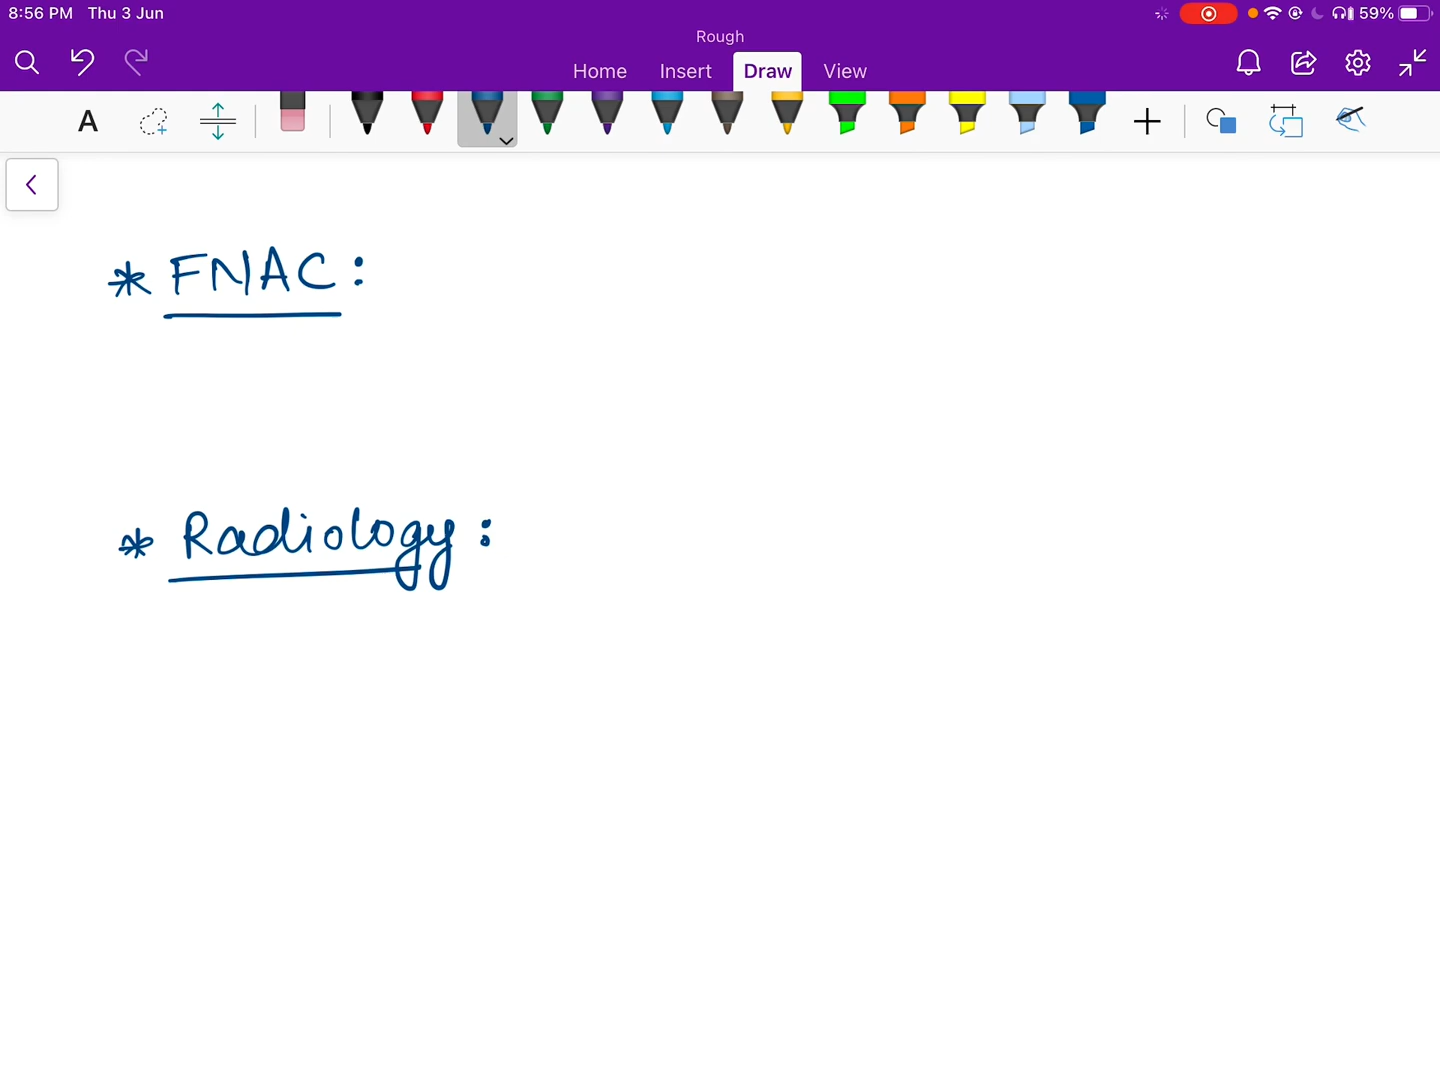 8:56 PM Thu 3 Jun 59%
Rough
Home Insert Draw View
A
* FNAC:
* Radiology: